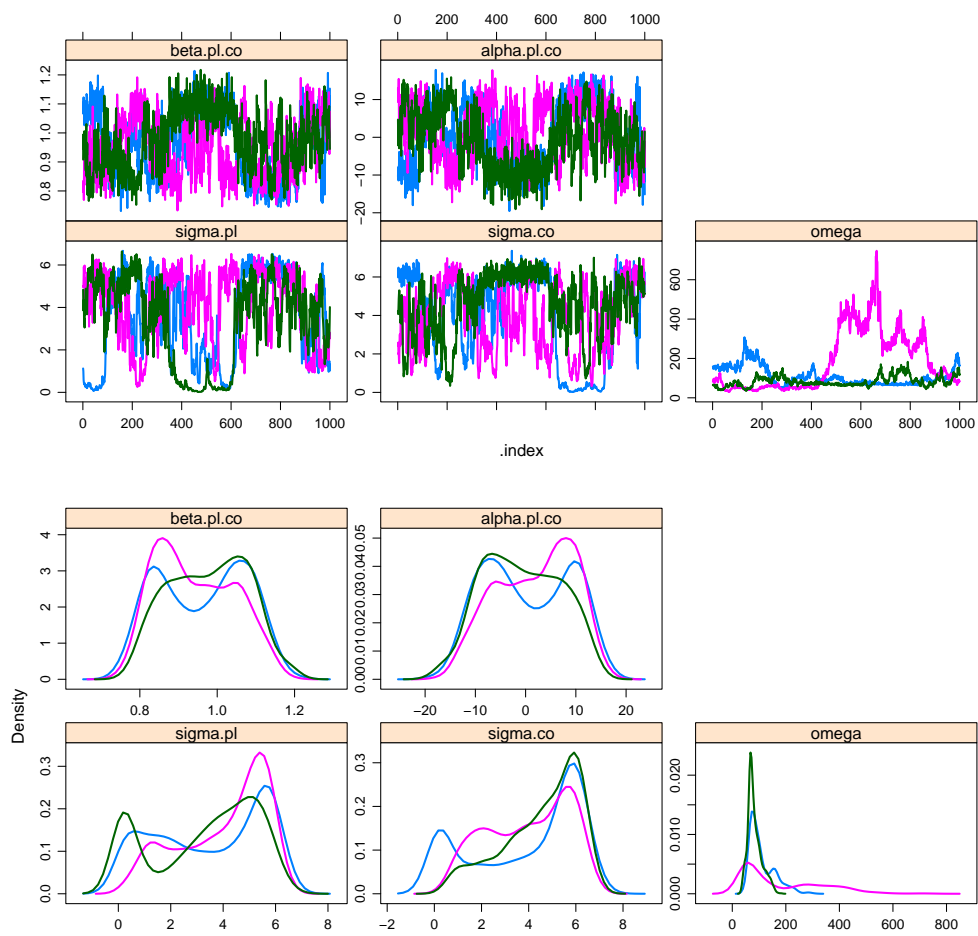 0 200 400 600 800 1000
beta.pl.co alpha.pl.co
0.8 0.9 1.0 1.1 1.2
−20 −10 0 10
sigma.pl sigma.co omega
0 2 4 6
0 2 4 6
0 200 400 600
0 200 400 600 800 1000
0 200 400 600 800 1000
.index
beta.pl.co alpha.pl.co
0 1 2 3 4
0.000 0.010 0.020 0.030 0.040 0.050
0.8 1.0 1.2
−20 −10 0 10 20
Density
sigma.pl sigma.co omega
0.0 0.1 0.2 0.3
0.0 0.1 0.2 0.3
0.000 0.010 0.020
0 2 4 6 8
−2 0 2 4 6 8
0 200 400 600 800